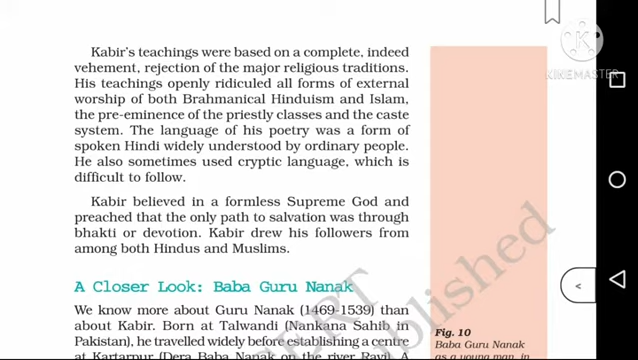 Kabir's teachings were based on a complete, indeed
vehement, rejection of the major religious traditions.
His teachings openly ridiculed all forms of external
worship of both Brahmanical Hinduism and Islam,
the pre-eminence of the priestly classes and the caste
system. The language of his poetry was a form of
spoken Hindi widely understood by ordinary people.
He also sometimes used cryptic language, which is
difficult to follow.
Kabir believed in a formless Supreme God and
preached that the only path to salvation was through
bhakti or devotion. Kabir drew his followers from
among both Hindus and Muslims.
A Closer Look: Baba Guru Nanak
We know more about Guru Nanak (1469-1539) than
about Kabir. Born at Talwandi (Nankana Sahib in
Pakistan), he travelled widely before establishing a centre
at Kartarpur (Dera Baba Nanak on the river Ravi). A
Fig. 10
Baba Guru Nanak
as a young man, in
KINEMASTER